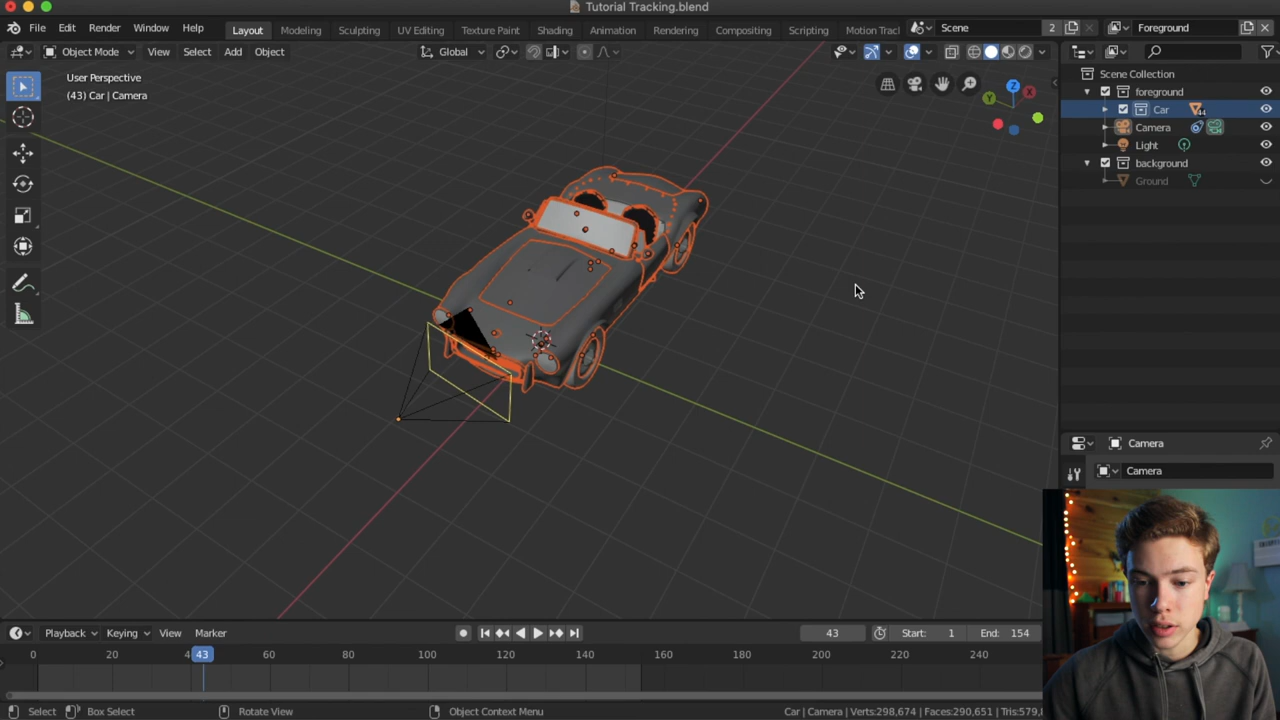 Tutorial Tracking.blend
File Edit Render Window Help Layout Modeling Sculpting UV Editing Texture Paint Shading Animation Rendering Compositing Scripting Motion Tracl Scene 2 Foreground
Object Mode View Select Add Object Global
User Perspective
(43) Car | Camera
Scene Collection
foreground
Car 44
Camera
Light
background
Ground
Z
Y X
Camera
Camera
Playback Keying View Marker 43 Start: 1 End: 154
0 20 4 43 60 80 100 120 140 160 180 200 220 240
Select Box Select Rotate View Object Context Menu Car | Camera | Verts:298,674 | Faces:290,651 | Tris:579,